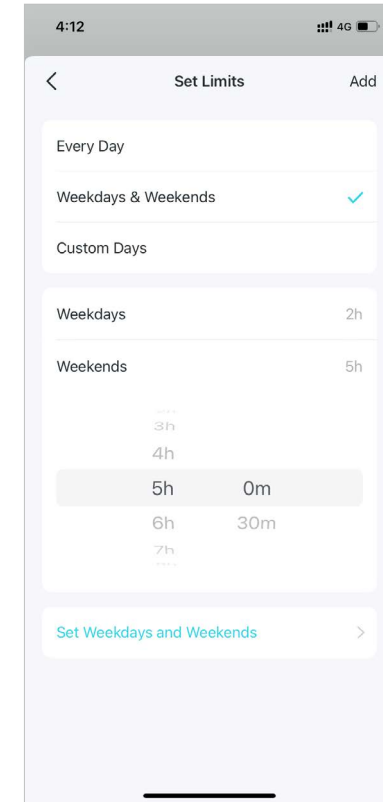 4:12 4G
Set Limits Add
Every Day
Weekdays & Weekends
Custom Days
Weekdays 2h
Weekends 5h
3h
4h
5h 0m
6h 30m
7h
Set Weekdays and Weekends